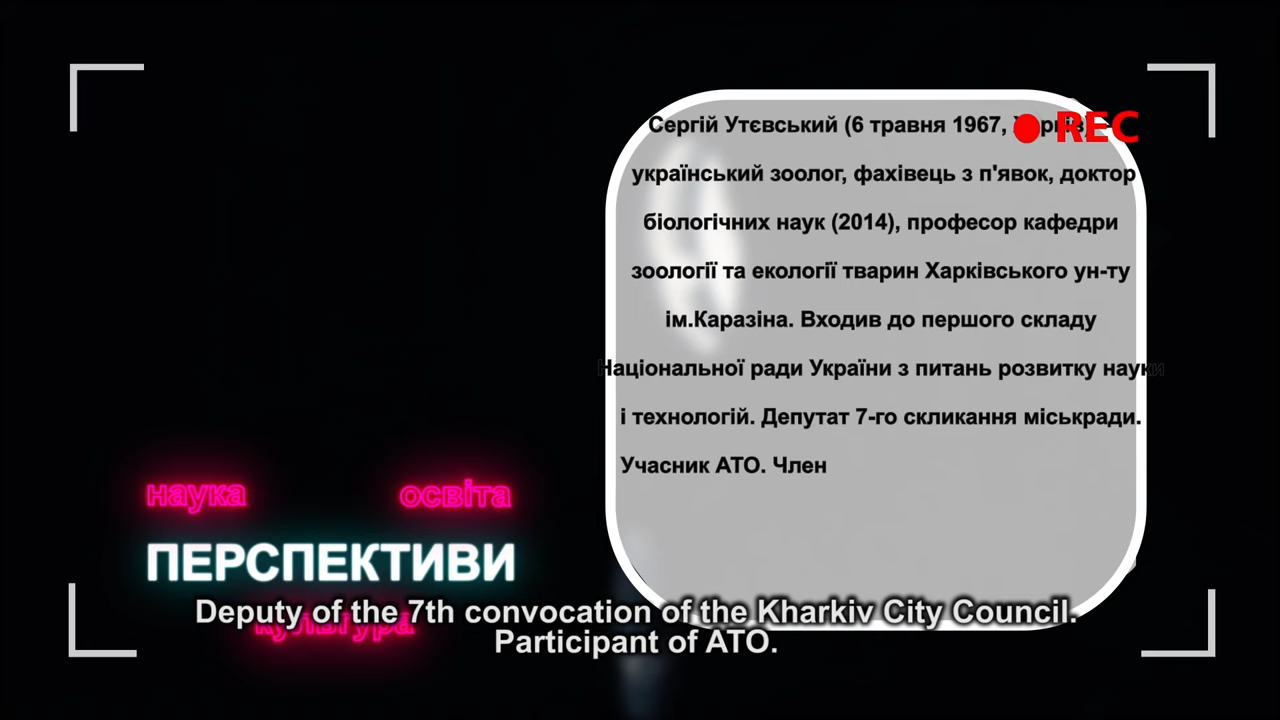 Сергій Утєвський (6 травня 1967,
REC
український зоолог, фахівець з п'явок, доктор
біологічних наук (2014), професор кафедри
зоології та екології тварин Харківського ун-ту
ім.Каразіна. Входив до першого складу
Національної ради України з питань розвитку науки
і технологій. Депутат 7-го скликання міськради.
Учасник АТО. Член
наука
освіта
ПЕРСПЕКТИВИ
культура
Deputy of the 7th convocation of the Kharkiv City Council.
Participant of ATO.